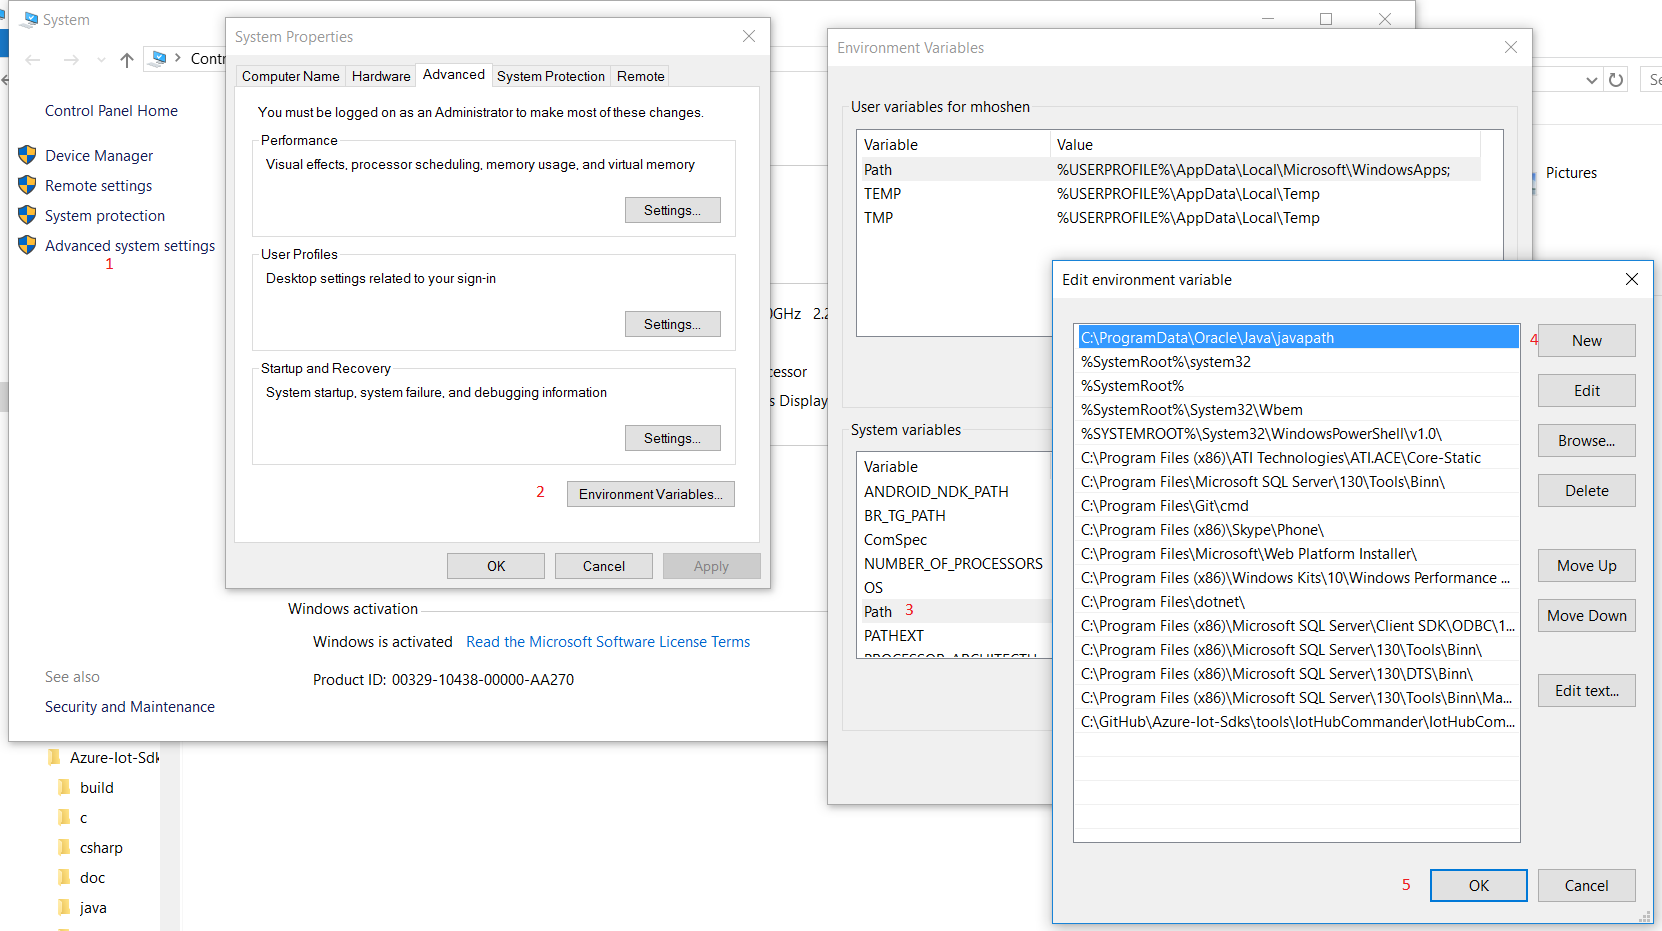 System
Contr
Control Panel Home
Device Manager
Remote settings
System protection
Advanced system settings
1
See also
Security and Maintenance
0GHz 2.2
Windows activation
Windows is activated Read the Microsoft Software License Terms
Product ID: 00329-10438-00000-AA270
Azure-Iot-Sdk
build
c
csharp
doc
java
System Properties
Computer Name
Hardware
Advanced
System Protection
Remote
You must be logged on as an Administrator to make most of these changes.
Performance
Visual effects, processor scheduling, memory usage, and virtual memory
Settings...
User Profiles
Desktop settings related to your sign-in
Settings...
Startup and Recovery
System startup, system failure, and debugging information
Settings...
2
Environment Variables...
OK
Cancel
Apply
cessor
s Display
Environment Variables
User variables for mhoshen
Variable Value
Path %USERPROFILE%\AppData\Local\Microsoft\WindowsApps;
TEMP %USERPROFILE%\AppData\Local\Temp
TMP %USERPROFILE%\AppData\Local\Temp
System variables
Variable
ANDROID_NDK_PATH
BR_TG_PATH
ComSpec
NUMBER_OF_PROCESSORS
OS
Path 3
PATHEXT
Se
Pictures
Edit environment variable
C:\ProgramData\Oracle\Java\javapath
%SystemRoot%\system32
%SystemRoot%
%SystemRoot%\System32\Wbem
%SYSTEMROOT%\System32\WindowsPowerShell\v1.0\
C:\Program Files (x86)\ATI Technologies\ATI.ACE\Core-Static
C:\Program Files\Microsoft SQL Server\130\Tools\Binn\
C:\Program Files\Git\cmd
C:\Program Files (x86)\Skype\Phone\
C:\Program Files\Microsoft\Web Platform Installer\
C:\Program Files (x86)\Windows Kits\10\Windows Performance ...
C:\Program Files\dotnet\
C:\Program Files (x86)\Microsoft SQL Server\Client SDK\ODBC\1...
C:\Program Files (x86)\Microsoft SQL Server\130\Tools\Binn\
C:\Program Files (x86)\Microsoft SQL Server\130\DTS\Binn\
C:\Program Files (x86)\Microsoft SQL Server\130\Tools\Binn\Ma...
C:\GitHub\Azure-Iot-Sdks\tools\IotHubCommander\IotHubCom...
4
New
Edit
Browse...
Delete
Move Up
Move Down
Edit text...
5
OK
Cancel